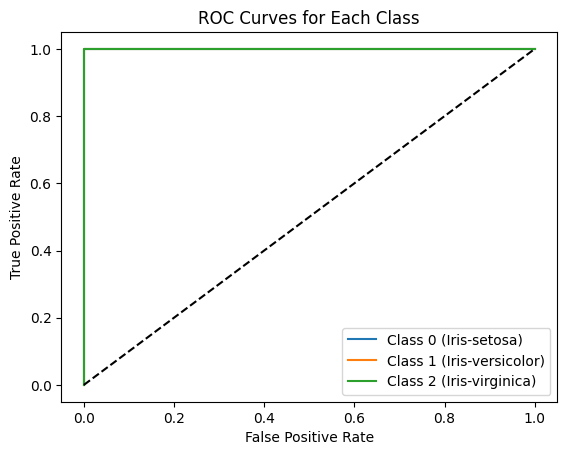 ROC Curves for Each Class
True Positive Rate
1.0
0.8
0.6
0.4
0.2
0.0
Class 0 (Iris-setosa)
Class 1 (Iris-versicolor)
Class 2 (Iris-virginica)
0.0 0.2 0.4 0.6 0.8 1.0
False Positive Rate